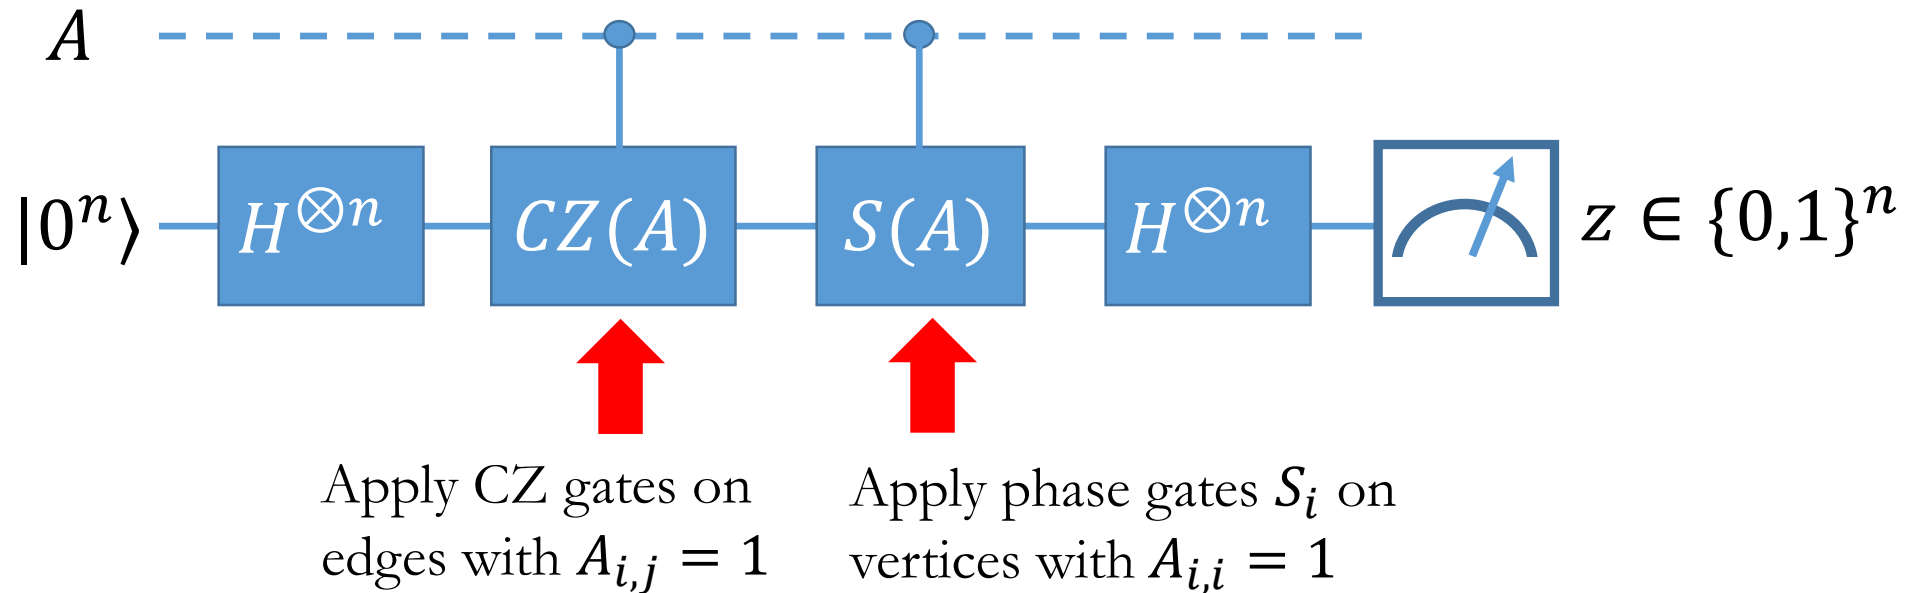 A
|0ⁿ⟩ H^{⊗n} CZ(A) S(A) H^{⊗n} z ∈ {0,1}ⁿ
Apply CZ gates on
edges with A_{i,j} = 1
Apply phase gates S_i on
vertices with A_{i,i} = 1